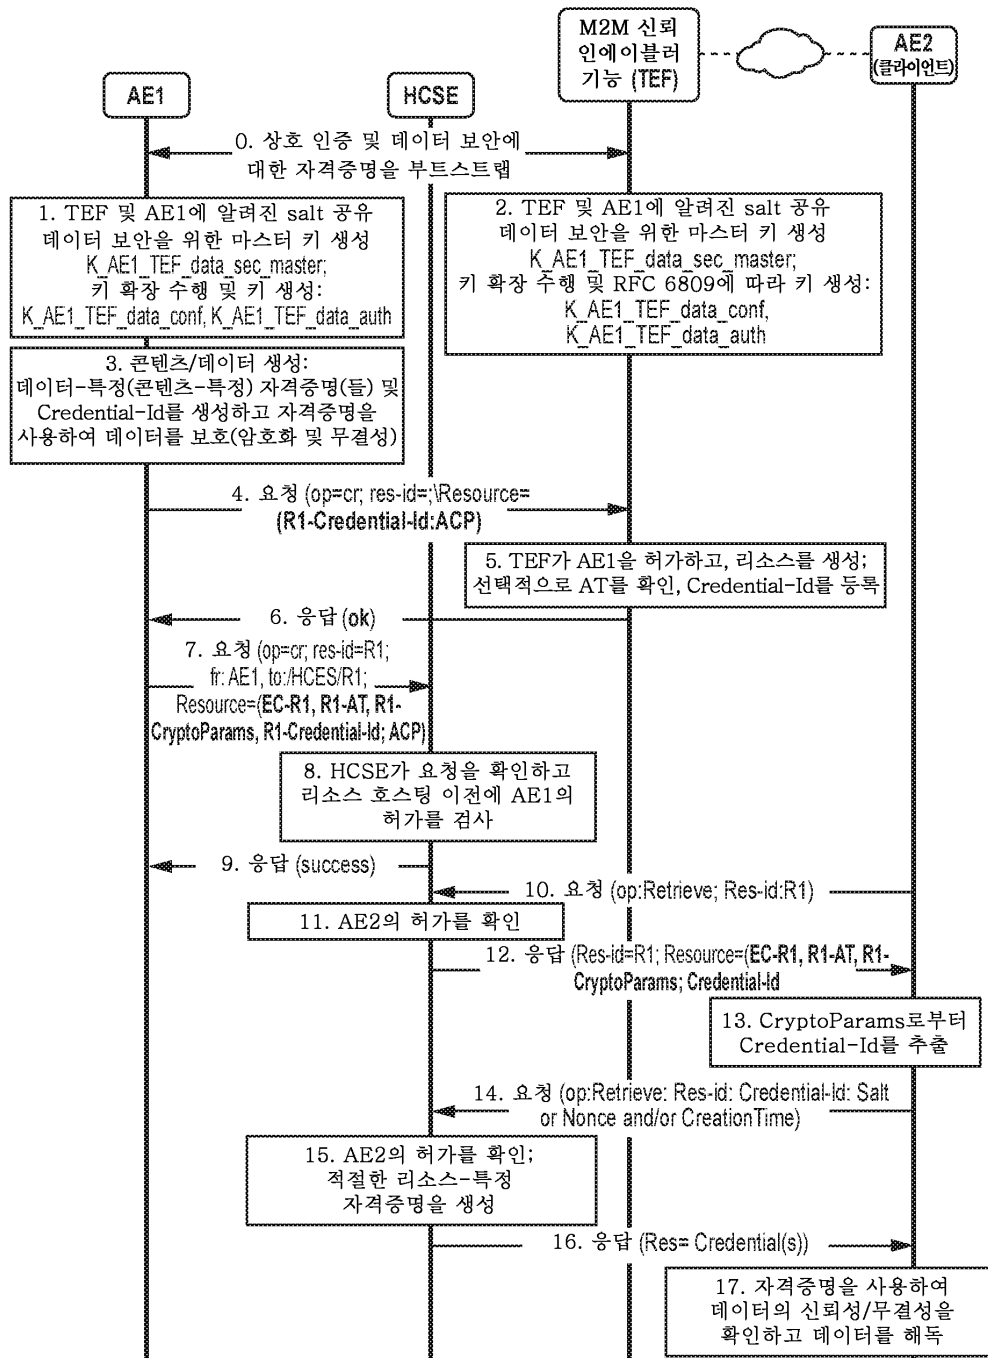 M2M 신뢰
인에이블러
기능 (TEF)
AE2
(클라이언트)
AE1
HCSE
0. 상호 인증 및 데이터 보안에
대한 자격증명을 부트스트랩
1. TEF 및 AE1에 알려진 salt 공유
데이터 보안을 위한 마스터 키 생성
K_AE1_TEF_data_sec_master;
키 확장 수행 및 키 생성:
K_AE1_TEF_data_conf, K_AE1_TEF_data_auth
2. TEF 및 AE1에 알려진 salt 공유
데이터 보안을 위한 마스터 키 생성
K_AE1_TEF_data_sec_master;
키 확장 수행 및 RFC 6809에 따라 키 생성:
K_AE1_TEF_data_conf,
K_AE1_TEF_data_auth
3. 콘텐츠/데이터 생성:
데이터-특정(콘텐츠-특정) 자격증명(들) 및
Credential-Id를 생성하고 자격증명을
사용하여 데이터를 보호(암호화 및 무결성)
4. 요청 (op=cr; res-id=;\Resource=
(R1-Credential-Id:ACP)
5. TEF가 AE1을 허가하고, 리소스를 생성;
선택적으로 AT를 확인, Credential-Id를 등록
6. 응답 (ok)
7. 요청 (op=cr; res-id=R1;
fr: AE1, to:/HCES/R1;
Resource=(EC-R1, R1-AT, R1-
CryptoParams, R1-Credential-Id; ACP)
8. HCSE가 요청을 확인하고
리소스 호스팅 이전에 AE1의
허가를 검사
9. 응답 (success)
10. 요청 (op:Retrieve; Res-id:R1)
11. AE2의 허가를 확인
12. 응답 (Res-id=R1; Resource=(EC-R1, R1-AT, R1-
CryptoParams; Credential-Id
13. CryptoParams로부터
Credential-Id를 추출
14. 요청 (op:Retrieve: Res-id: Credential-Id: Salt
or Nonce and/or CreationTime)
15. AE2의 허가를 확인;
적절한 리소스-특정
자격증명을 생성
16. 응답 (Res= Credential(s))
17. 자격증명을 사용하여
데이터의 신뢰성/무결성을
확인하고 데이터를 해독